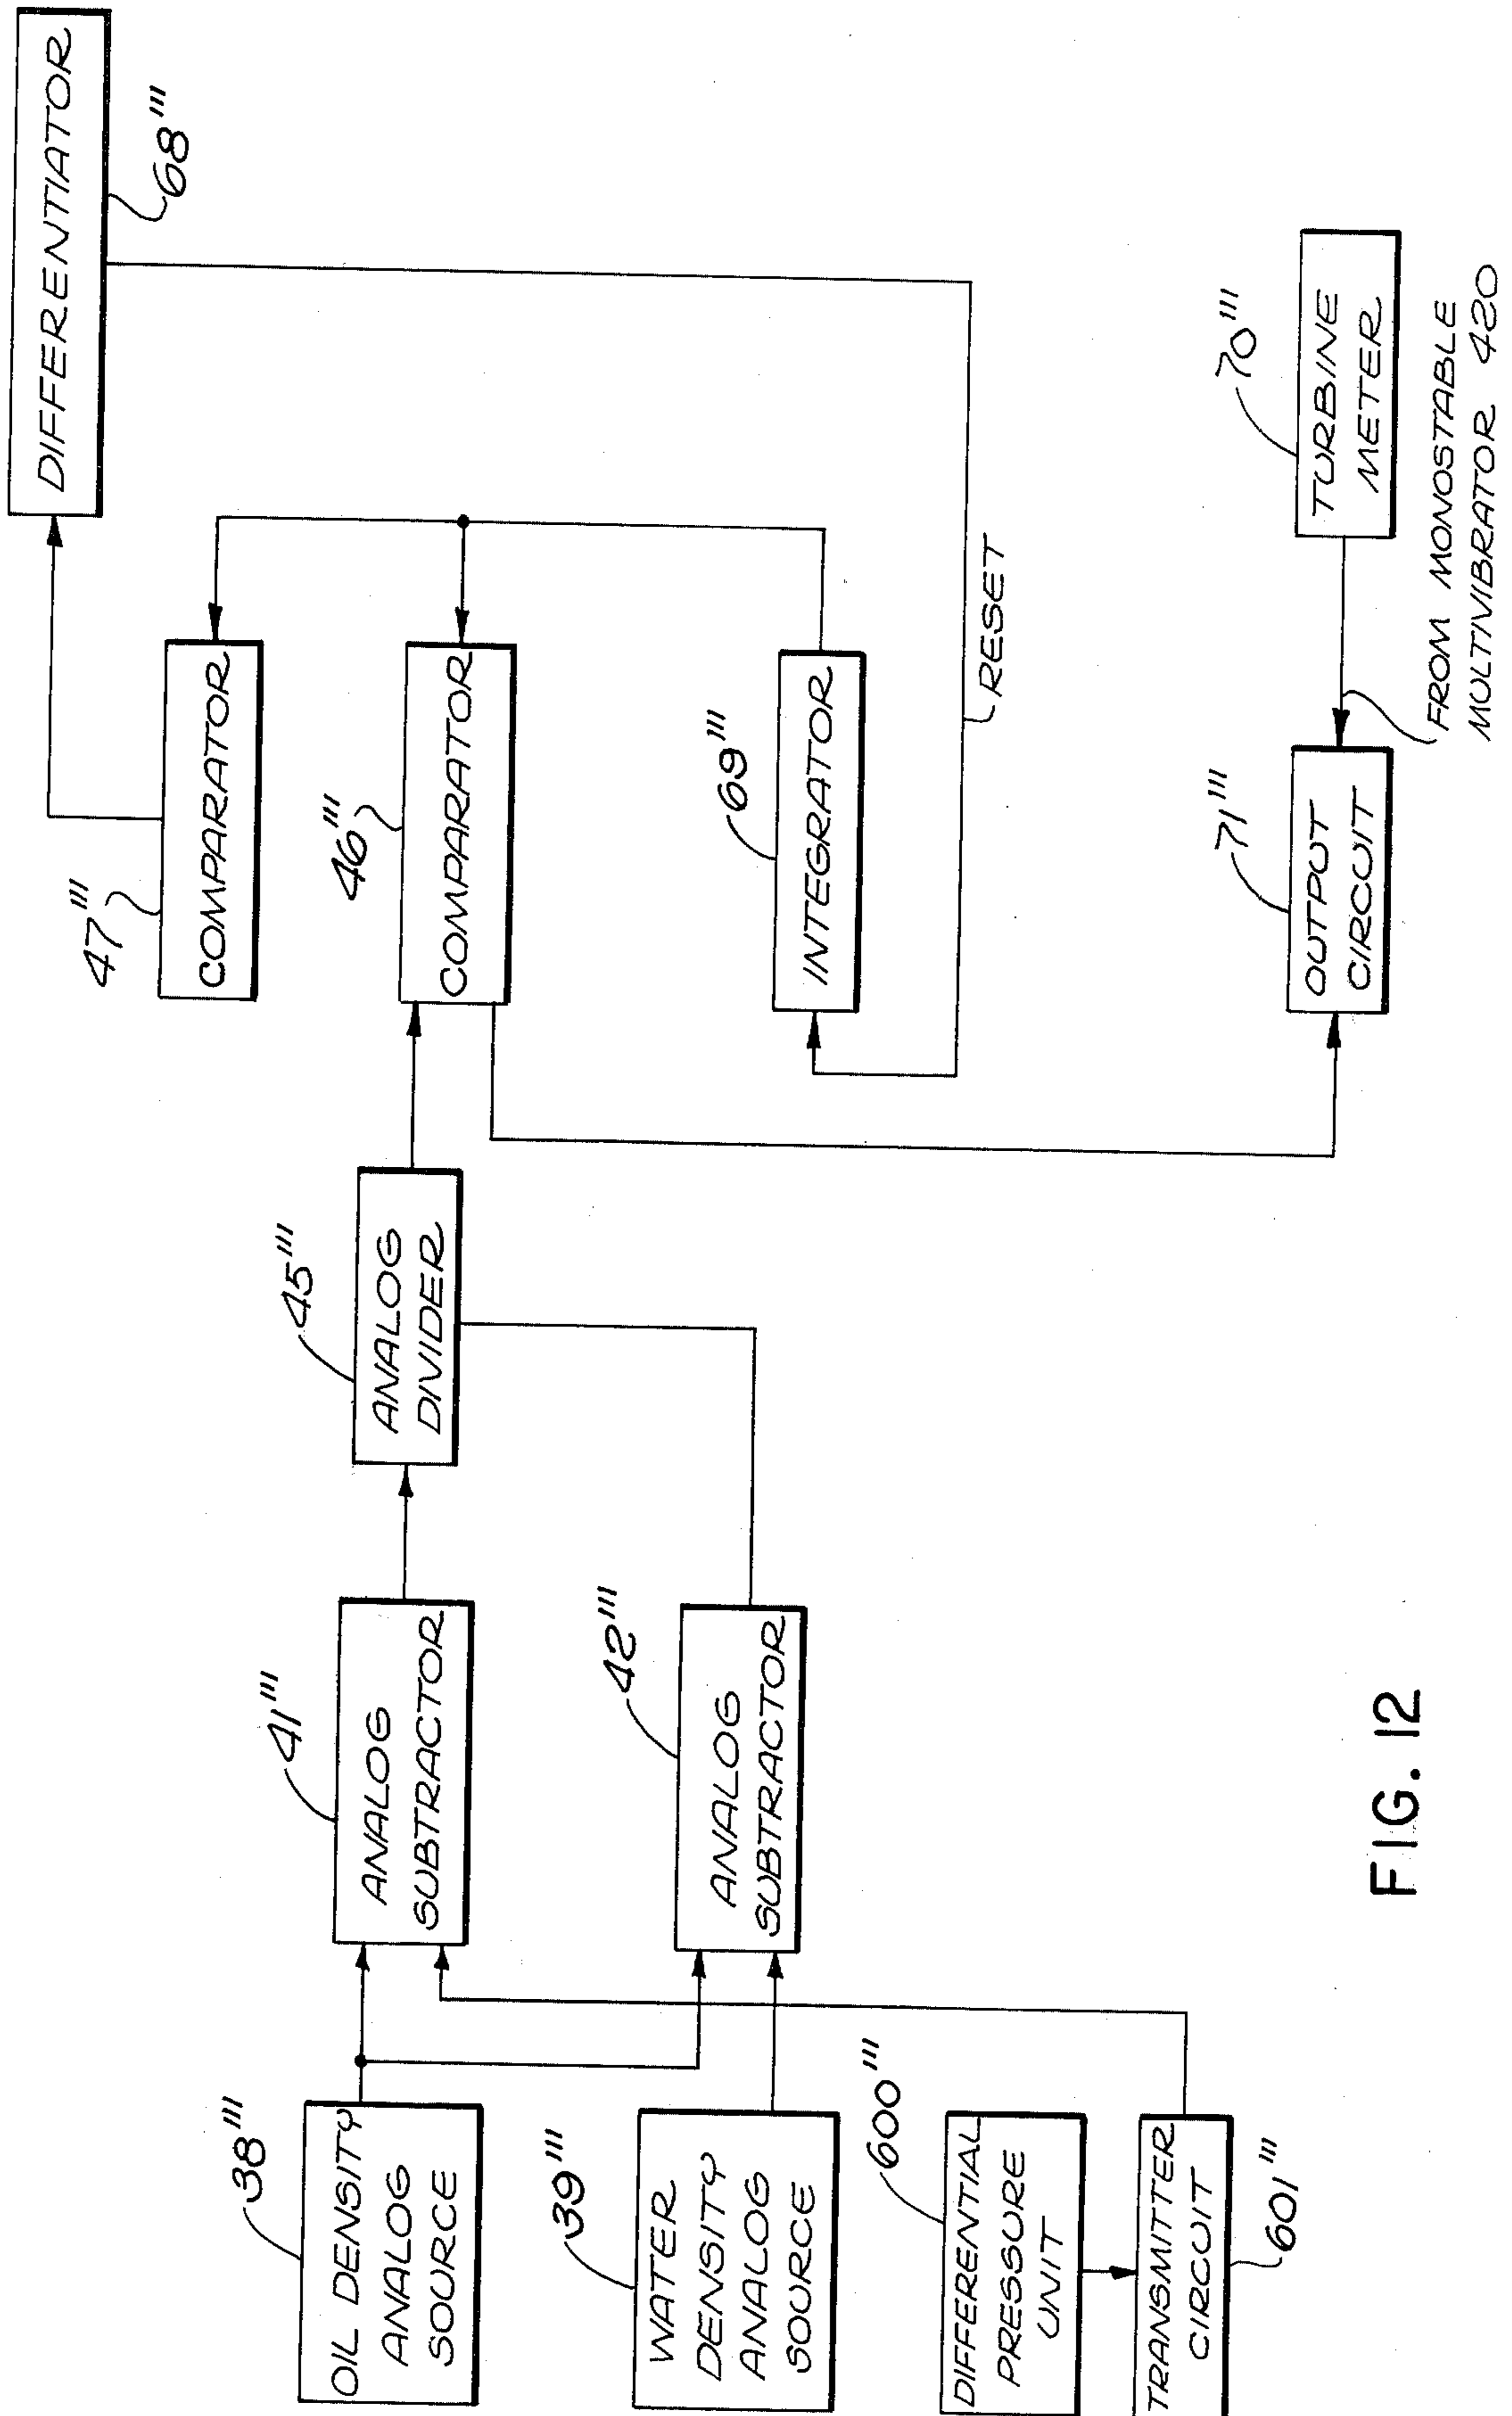 DIFFERENTIATOR
68'''
47'''
COMPARATOR
46'''
COMPARATOR
69'''
INTEGRATOR
RESET
70'''
TURBINE
METER
71'''
OUTPUT
CIRCUIT
FROM MONOSTABLE
MULTIVIBRATOR 420
45'''
ANALOG
DIVIDER
41'''
ANALOG
SUBTRACTOR
42'''
ANALOG
SUBTRACTOR
38'''
OIL DENSITY
ANALOG
SOURCE
39'''
WATER
DENSITY
ANALOG
SOURCE
600'''
DIFFERENTIAL
PRESSURE
UNIT
TRANSMITTER
CIRCUIT
601'''
FIG. 12